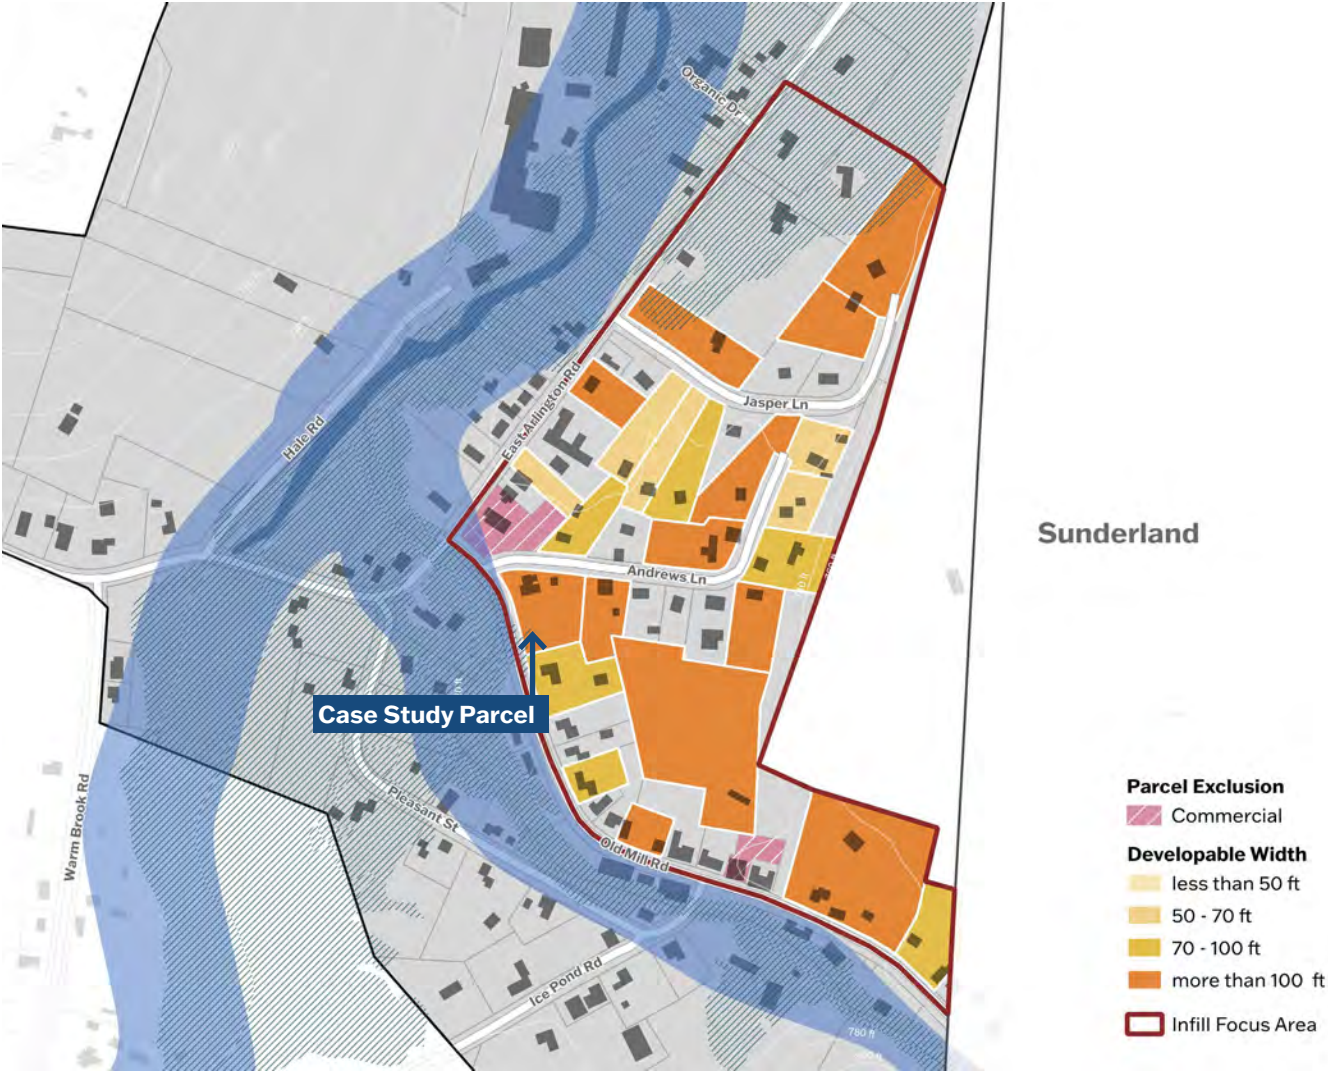 Organic Dr
Jasper Ln
East Arlington Rd
Hale Rd
Sunderland
Andrews Ln
Case Study Parcel
Warm Brook Rd
Pleasant St
Old Mill Rd
Ice Pond Rd
780 ft
Parcel Exclusion
Commercial
Developable Width
less than 50 ft
50 - 70 ft
70 - 100 ft
more than 100 ft
Infill Focus Area